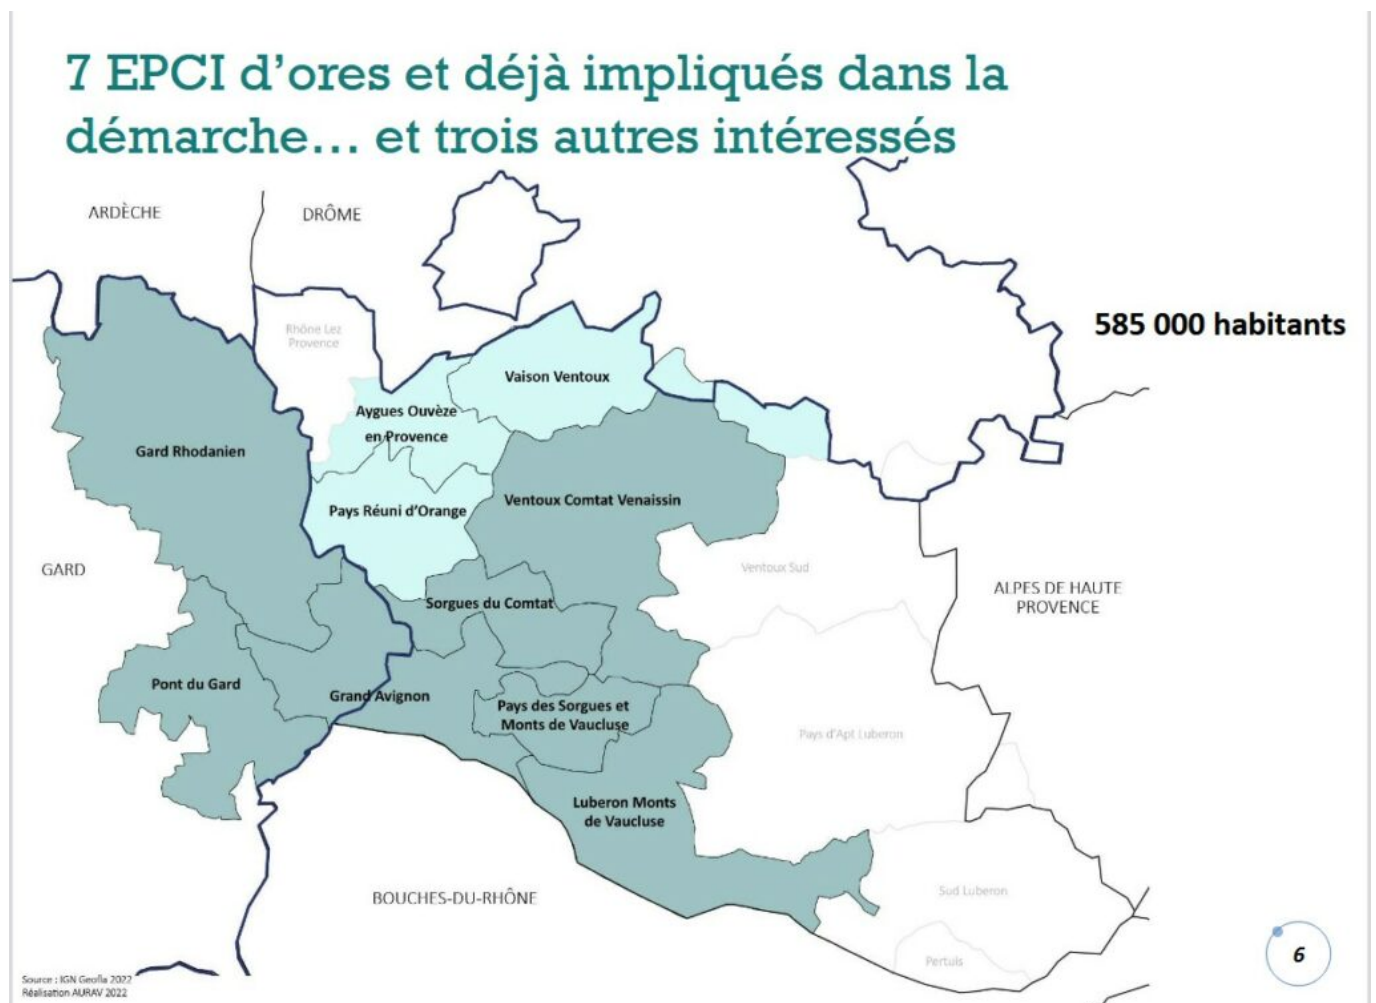 7 EPCI d’ores et déjà impliqués dans la
démarche… et trois autres intéressés
ARDÈCHE
DRÔME
Rhône Lez
Provence
585 000 habitants
Vaison Ventoux
Aygues Ouvèze
en Provence
Gard Rhodanien
Ventoux Comtat Venaissin
Pays Réuni d’Orange
GARD
Ventoux Sud
ALPES DE HAUTE
PROVENCE
Sorgues du Comtat
Pont du Gard
Grand Avignon
Pays des Sorgues et
Monts de Vaucluse
Pays d’Apt Luberon
Luberon Monts
de Vaucluse
BOUCHES-DU-RHÔNE
Sud Luberon
Pertuis
6
Source : IGN Geofla 2022
Réalisation AURAV 2022